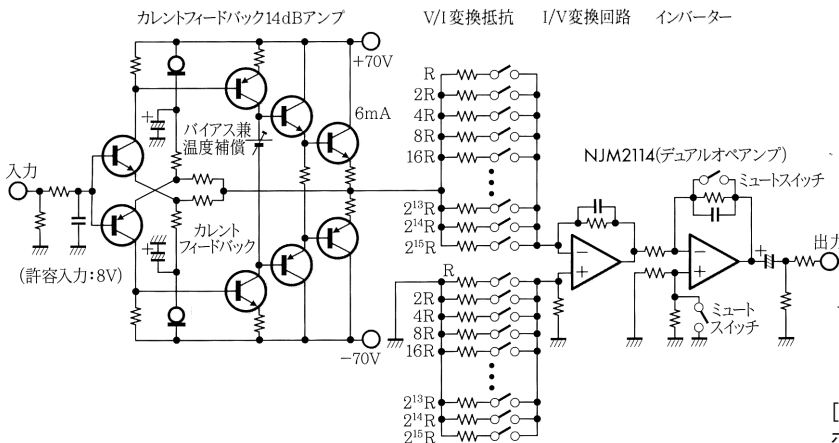 カレントフィードバック14dBアンプ
V/I変換抵抗
I/V変換回路
インバーター
+70V
6mA
バイアス兼
温度補償
入力
カレント
フィードバック
(許容入力:8V)
−70V
R
2R
4R
8R
16R
2¹³R
2¹⁴R
2¹⁵R
R
2R
4R
8R
16R
2¹³R
2¹⁴R
2¹⁵R
NJM2114(デュアルオペアンプ)
ミュートスイッチ
出力
ミュート
スイッチ